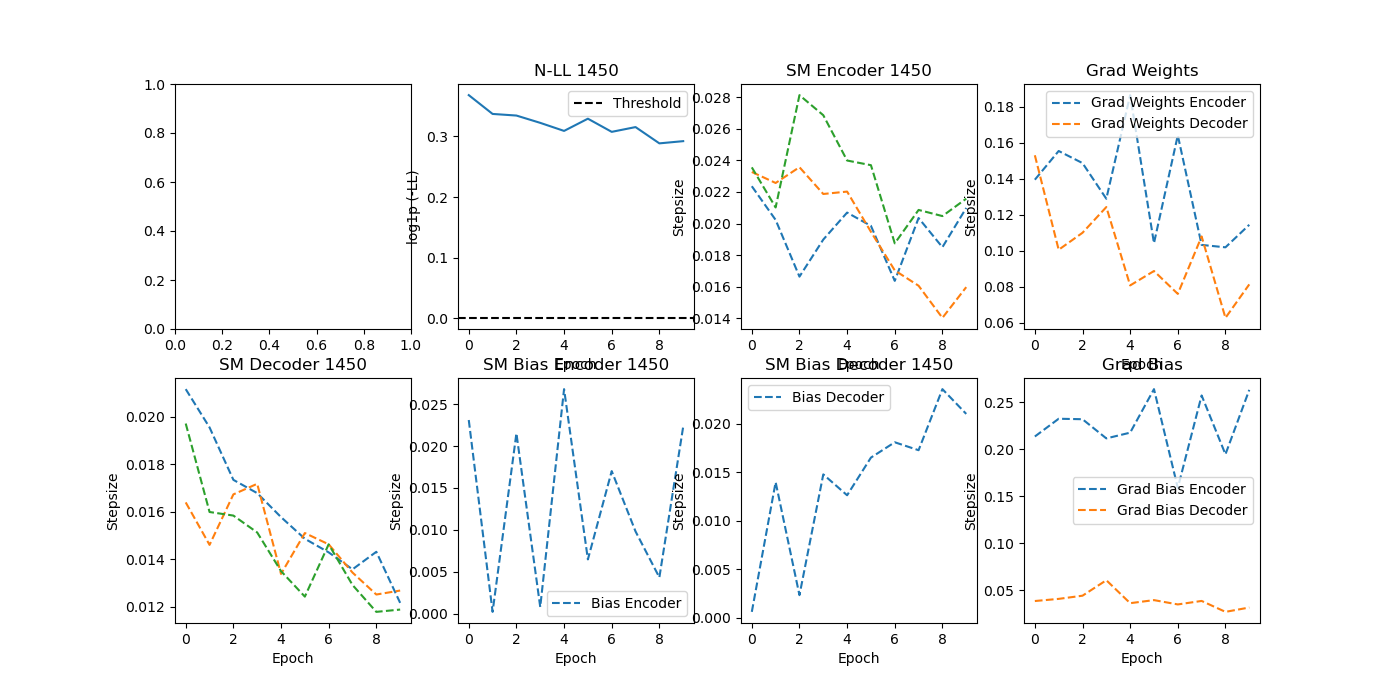 N-LL 1450
SM Encoder 1450
Grad Weights
1.0
0.8
0.6
0.4
0.2
0.0
0.0 0.2 0.4 0.6 0.8 1.0
log1p (-LL)
0.3
0.2
0.1
0.0
Threshold
0 2 4 6 8
Epoch
Stepsize
0.028
0.026
0.024
0.022
0.020
0.018
0.016
0.014
0 2 4 6 8
Epoch
Stepsize
0.18
0.16
0.14
0.12
0.10
0.08
0.06
Grad Weights Encoder
Grad Weights Decoder
0 2 4 6 8
Epoch
SM Decoder 1450
SM Bias Encoder 1450
SM Bias Decoder 1450
Grad Bias
Stepsize
0.020
0.018
0.016
0.014
0.012
0 2 4 6 8
Epoch
Stepsize
0.025
0.020
0.015
0.010
0.005
0.000
Bias Encoder
0 2 4 6 8
Epoch
Stepsize
0.020
0.015
0.010
0.005
0.000
Bias Decoder
0 2 4 6 8
Epoch
Stepsize
0.25
0.20
0.15
0.10
0.05
Grad Bias Encoder
Grad Bias Decoder
0 2 4 6 8
Epoch